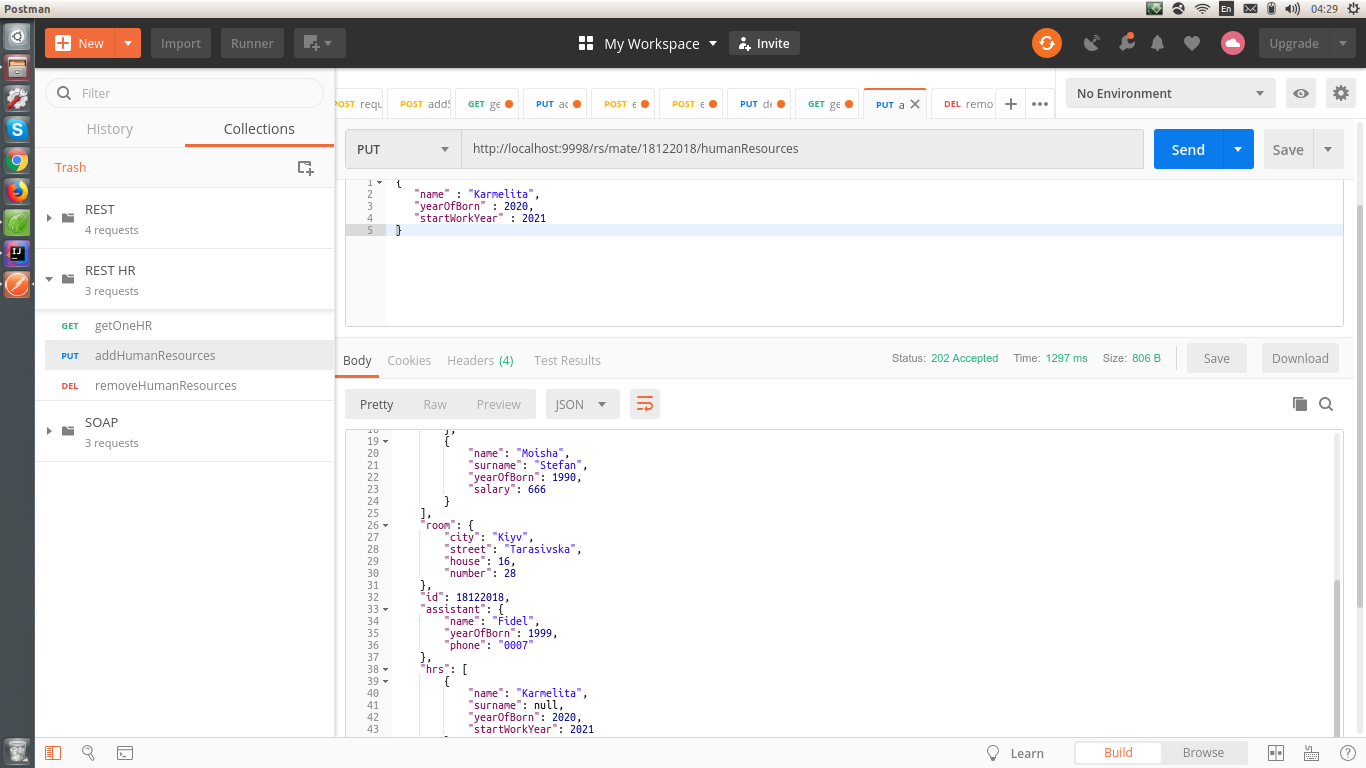 Postman
En
04:29
New
Import
Runner
My Workspace
Invite
Upgrade
Filter
History
Collections
Trash
REST
4 requests
REST HR
3 requests
GET getOneHR
PUT addHumanResources
DEL removeHumanResources
SOAP
3 requests
POST requ
POST addS
GET ge
PUT ac
POST e
POST e
PUT de
GET ge
PUT a
DEL remo
No Environment
PUT
http://localhost:9998/rs/mate/18122018/humanResources
Send
Save
1 {
2 "name" : "Karmelita",
3 "yearOfBorn" : 2020,
4 "startWorkYear" : 2021
5 }
Body
Cookies
Headers (4)
Test Results
Status: 202 Accepted
Time: 1297 ms
Size: 806 B
Save
Download
Pretty
Raw
Preview
JSON
18 },
19 {
20 "name": "Moisha",
21 "surname": "Stefan",
22 "yearOfBorn": 1990,
23 "salary": 666
24 }
25 ],
26 "room": {
27 "city": "Kiyv",
28 "street": "Tarasivska",
29 "house": 16,
30 "number": 28
31 },
32 "id": 18122018,
33 "assistant": {
34 "name": "Fidel",
35 "yearOfBorn": 1999,
36 "phone": "0007"
37 },
38 "hrs": [
39 {
40 "name": "Karmelita",
41 "surname": null,
42 "yearOfBorn": 2020,
43 "startWorkYear": 2021
Learn
Build
Browse